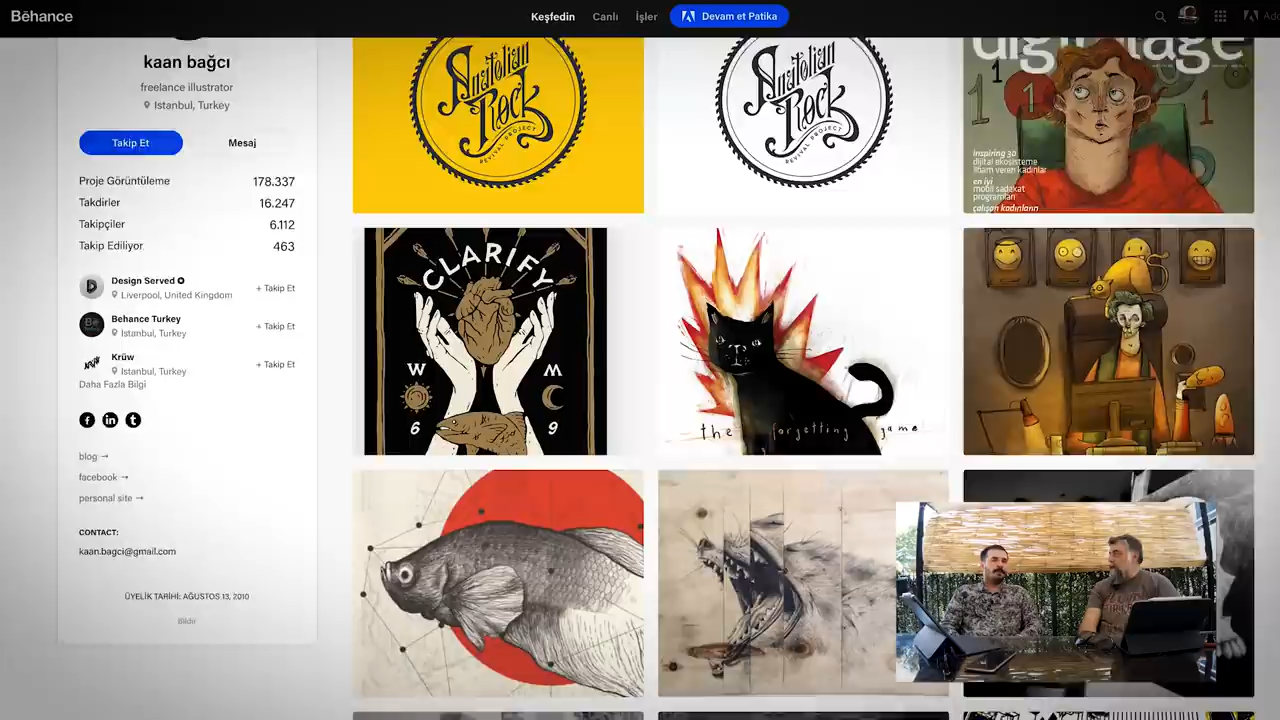 Bēhance
Keşfedin
Canlı
İşler
Devam et Patika
kaan bağcı
freelance illustrator
Istanbul, Turkey
Takip Et
Mesaj
Proje Görüntüleme 178.337
Takdirler 16.247
Takipçiler 6.112
Takip Ediliyor 463
Design Served
Liverpool, United Kingdom
+ Takip Et
Behance Turkey
Istanbul, Turkey
+ Takip Et
Krüw
Istanbul, Turkey
+ Takip Et
Daha Fazla Bilgi
blog →
facebook →
personal site →
CONTACT:
kaan.bagci@gmail.com
ÜYELİK TARİHİ: AĞUSTOS 13, 2010
Bildir
Anatolian
Rock
REVIVAL PROJECT
Anatolian
Rock
REVIVAL PROJECT
1
1
1
inspiring 30
dijital ekosisteme
ilham veren kadınlar
en iyi
mobil sadakat
programları
çalışan kadınların
CLARIFY
W M
6 9
the forgetting game